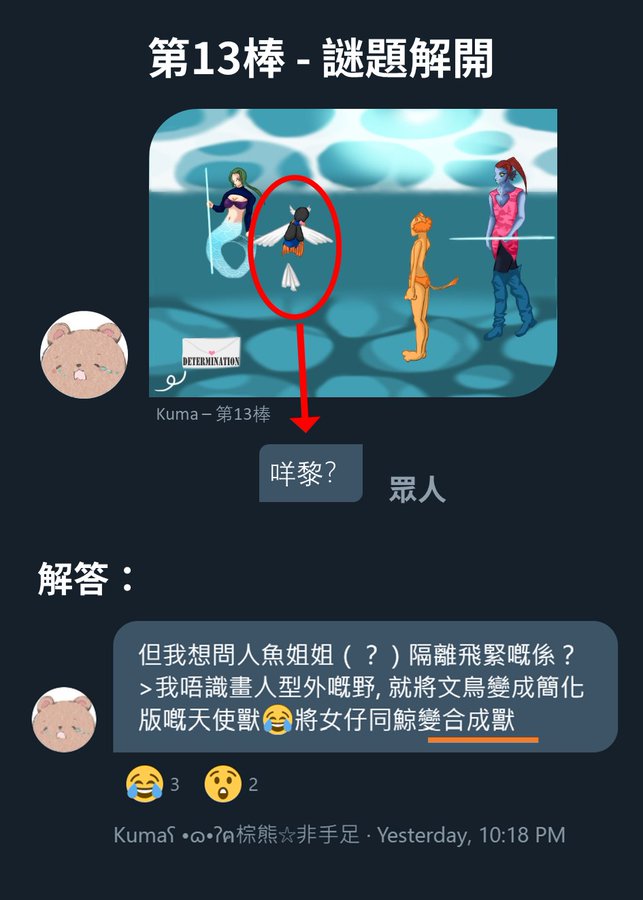 第13棒 - 謎題解開
DETERMINATION
Kuma – 第13棒
咩黎?
眾人
解答：
但我想問人魚姐姐（？）隔離飛緊嘅係？
>我唔識畫人型外嘅野, 就將文鳥變成簡化
版嘅天使獸😂將女仔同鯨變合成獸
😂 3 😲 2
Kumaʕ •ɷ•ʔฅ棕熊☆非手足 · Yesterday, 10:18 PM